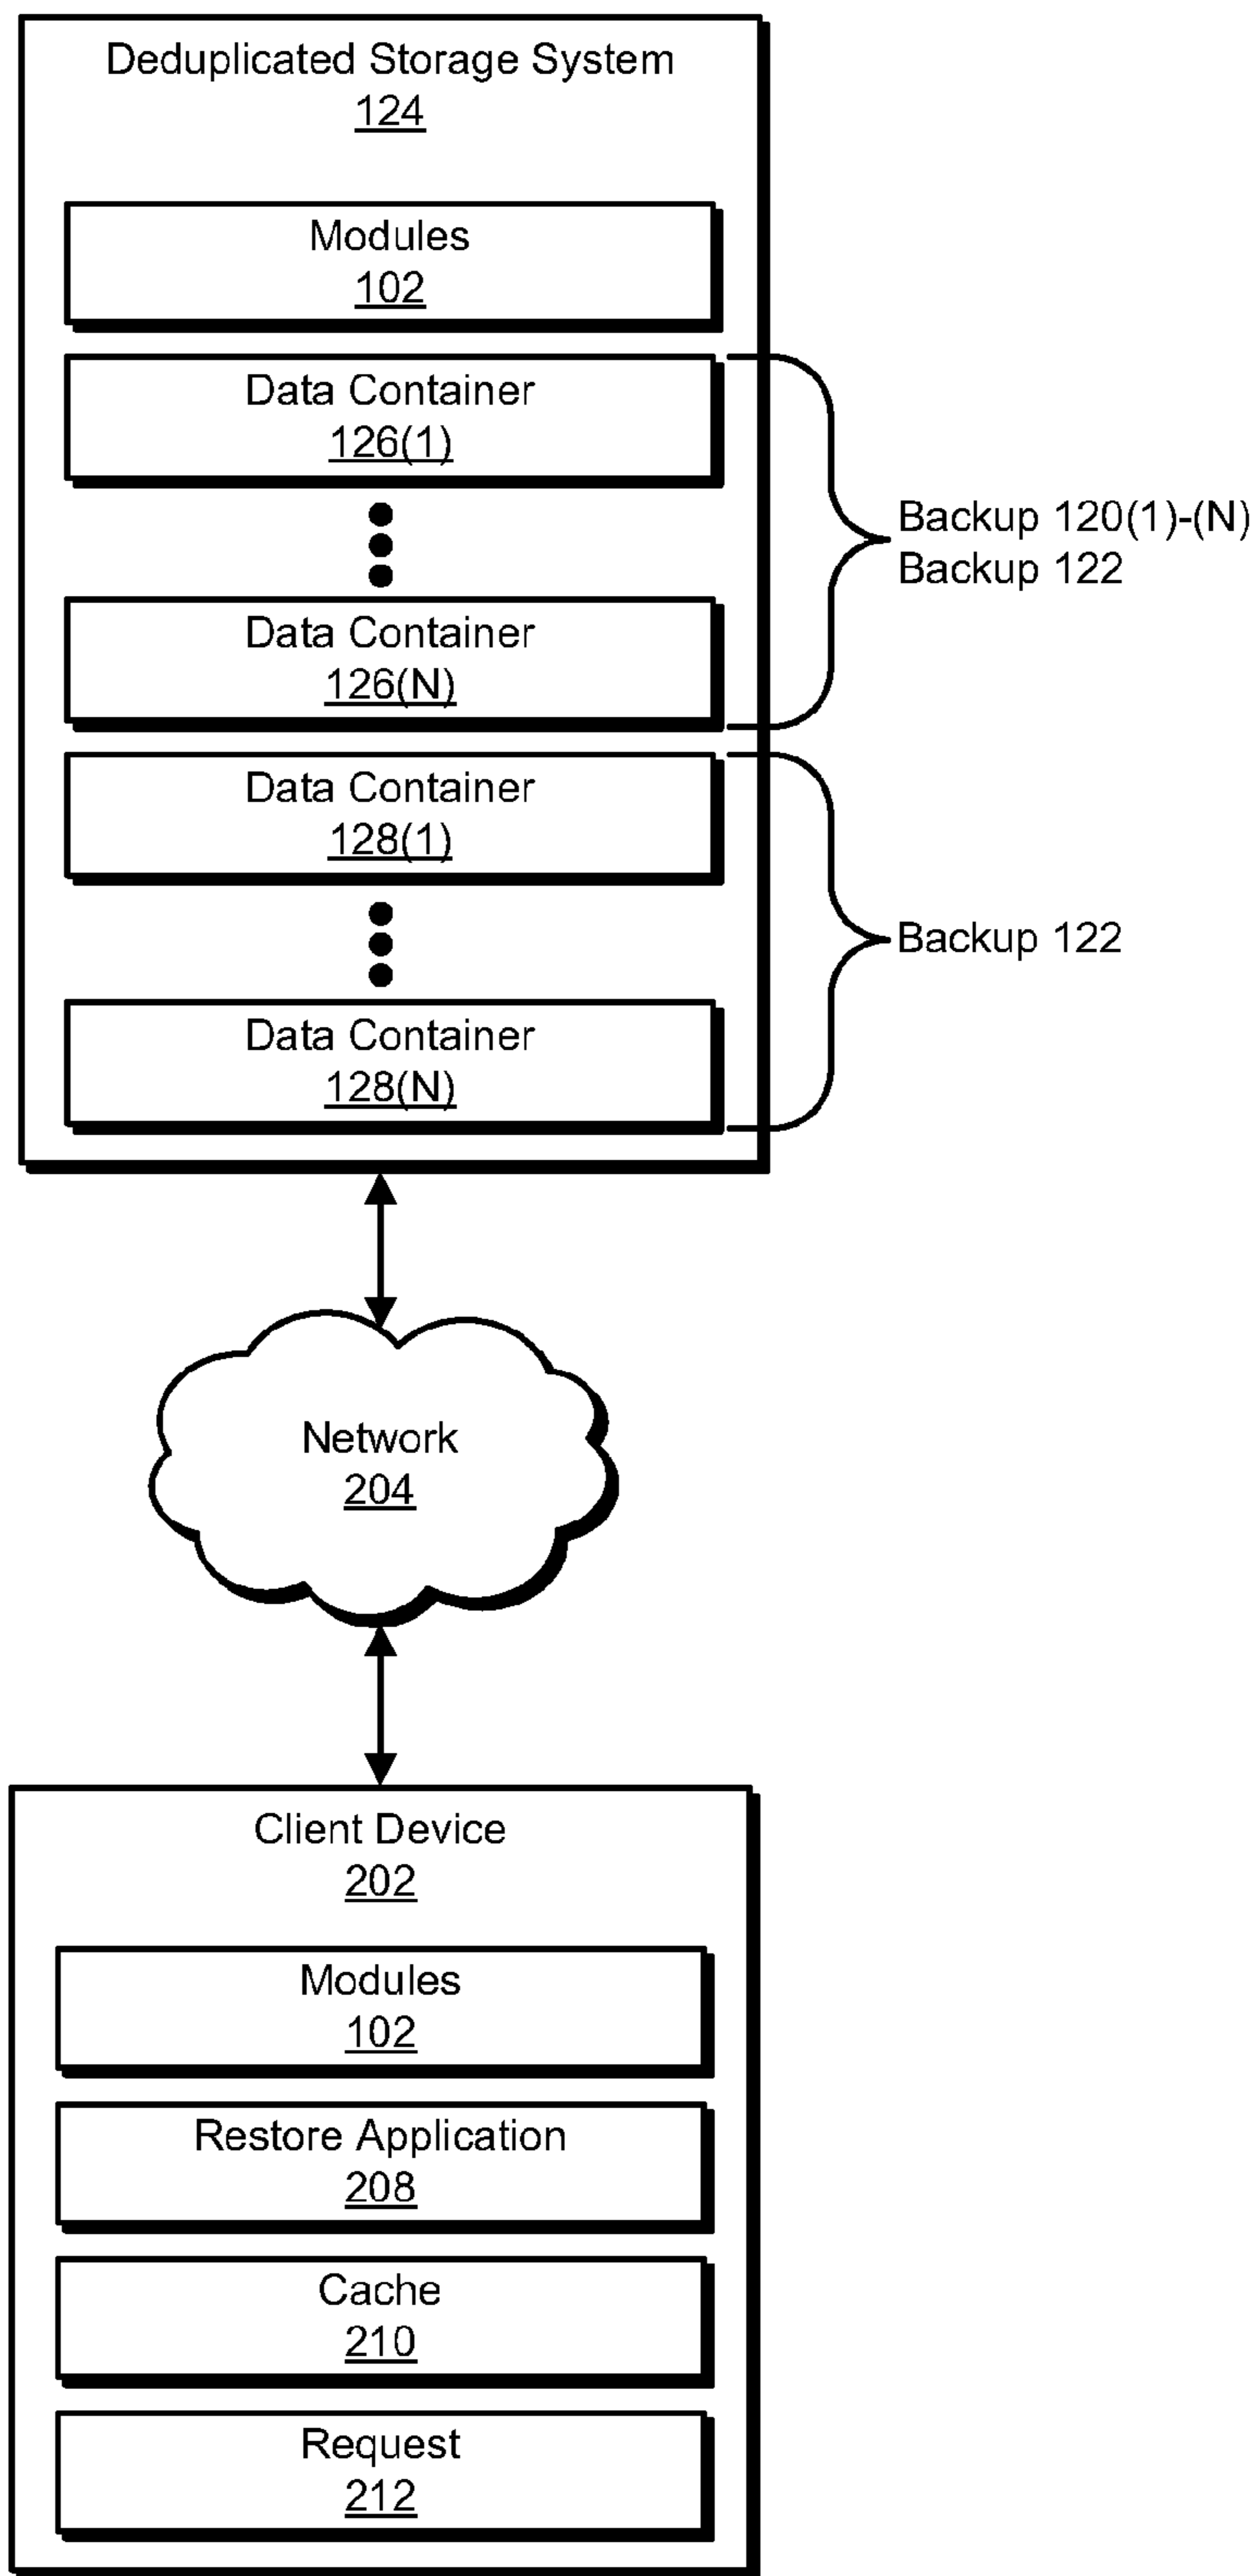 Deduplicated Storage System
124
Modules
102
Data Container
126(1)
Data Container
126(N)
Backup 120(1)-(N)
Backup 122
Data Container
128(1)
Data Container
128(N)
Backup 122
Network
204
Client Device
202
Modules
102
Restore Application
208
Cache
210
Request
212